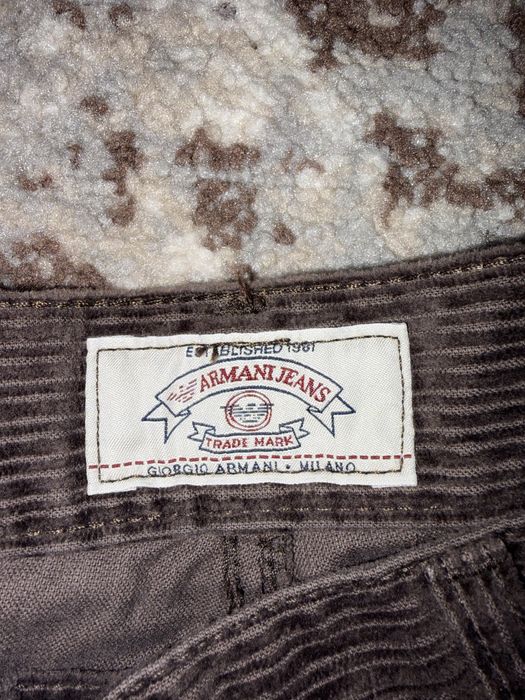 ESTABLISHED 1981
ARMANI JEANS
TRADE MARK
GIORGIO ARMANI • MILANO